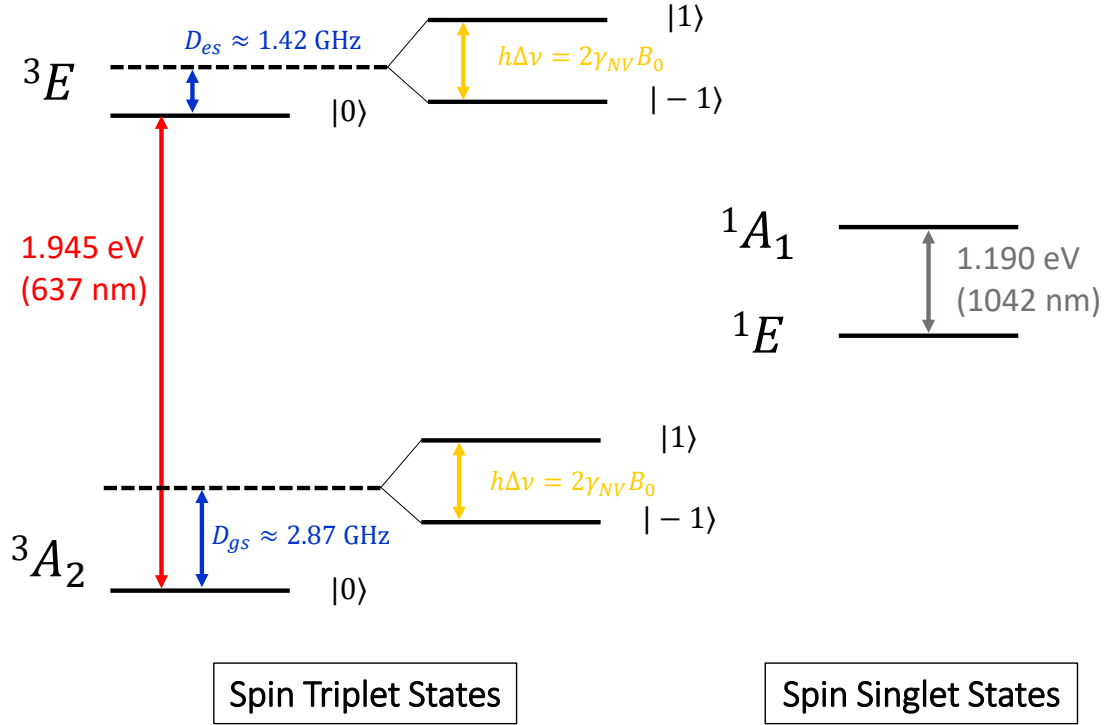 |1⟩
D_es ≈ 1.42 GHz
hΔν = 2γ_NV B_0
³E
|−1⟩
|0⟩
¹A₁
1.945 eV
(637 nm)
1.190 eV
(1042 nm)
¹E
|1⟩
hΔν = 2γ_NV B_0
|−1⟩
D_gs ≈ 2.87 GHz
³A₂
|0⟩
Spin Triplet States
Spin Singlet States